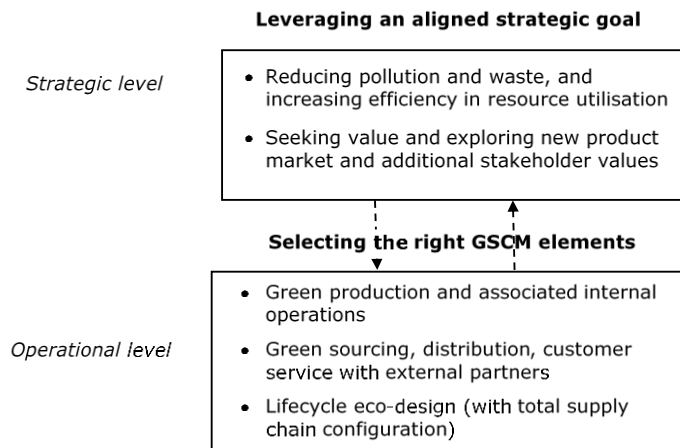 Leveraging an aligned strategic goal
Strategic level
• Reducing pollution and waste, and
increasing efficiency in resource utilisation
• Seeking value and exploring new product
market and additional stakeholder values
Selecting the right GSCM elements
Operational level
• Green production and associated internal
operations
• Green sourcing, distribution, customer
service with external partners
• Lifecycle eco-design (with total supply
chain configuration)